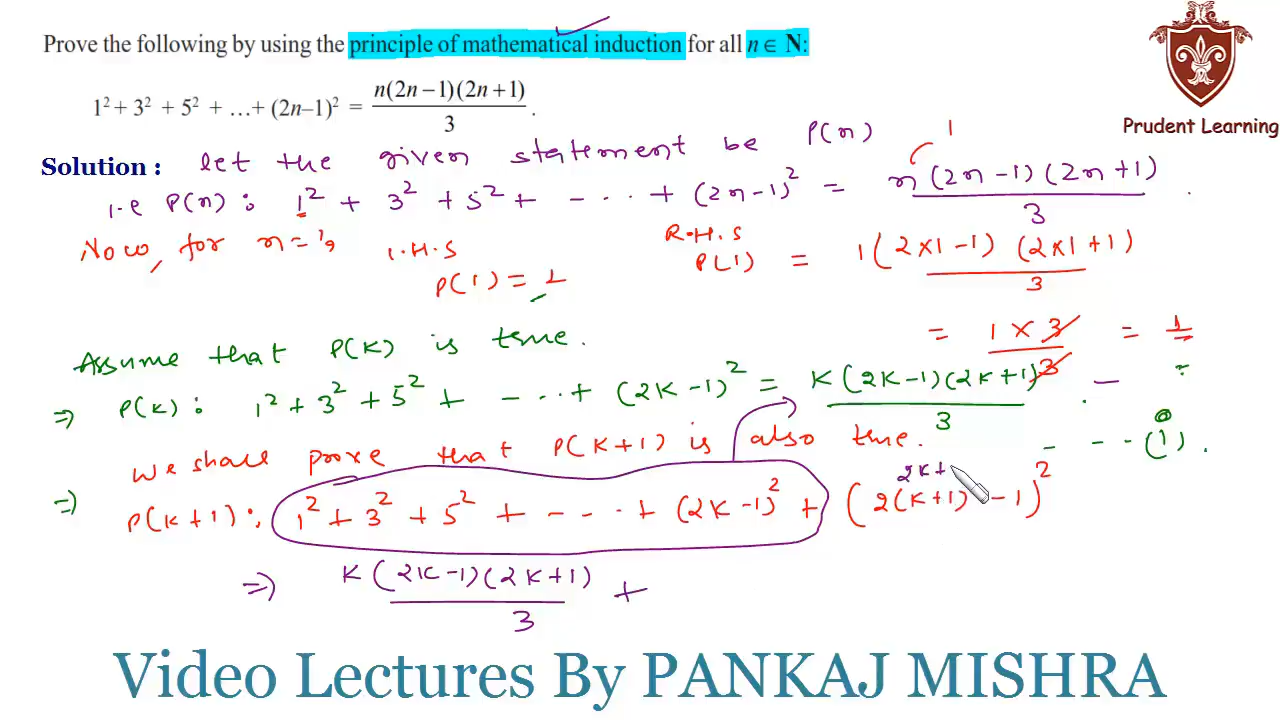 Prove the following by using the principle of mathematical induction for all n ∈ N:
1² + 3² + 5² + ...+ (2n–1)² = n(2n−1)(2n+1)/3 .
Prudent Learning
Solution : let the given statement be P(n)
1
i.e P(n): 1² + 3² + 5² + - ... + (2n-1)² = n(2n-1)(2n+1)/3 .
Now, for n=1, L.H.S R.H.S
P(1) = 1 P(1) = 1(2×1-1)(2×1+1)/3
= 1×3/3 = 1
Assume that P(K) is true.
⇒ P(K): 1² + 3² + 5² + - ... + (2K-1)² = K(2K-1)(2K+1)/3 . -
- - - (1).
We shall prove that P(K+1) is also true.
2K+
⇒ P(K+1): 1² + 3² + 5² + - ... + (2K-1)² + (2(K+1)-1)²
⇒ K(2K-1)(2K+1)/3 +
Video Lectures By PANKAJ MISHRA